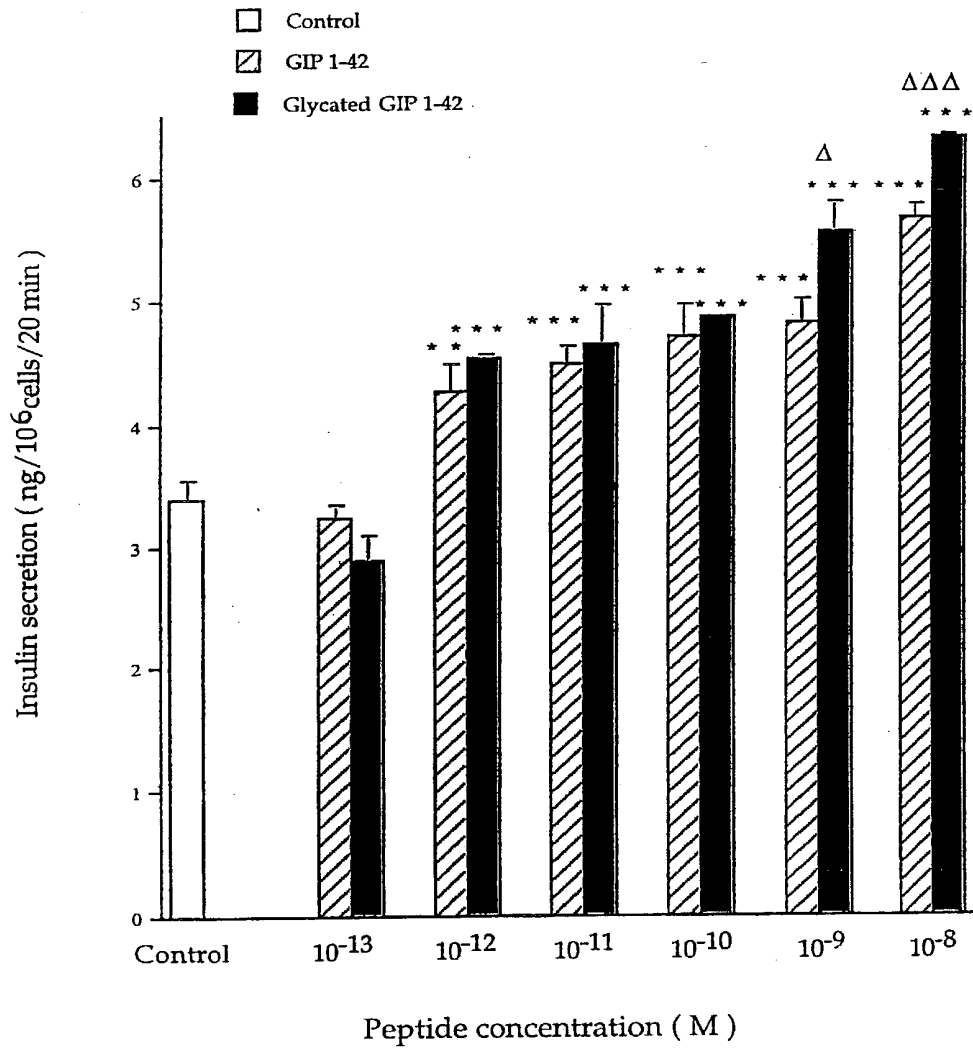 Control
GIP 1-42
Glycated GIP 1-42
Δ Δ Δ
* * *
Δ
* * * * * *
* * *
* * *
* * *
* * *
* * *
* * *
* *
6
5
4
3
2
1
0
Insulin secretion ( ng/10⁶cells/20 min )
Control 10⁻¹³ 10⁻¹² 10⁻¹¹ 10⁻¹⁰ 10⁻⁹ 10⁻⁸
Peptide concentration ( M )